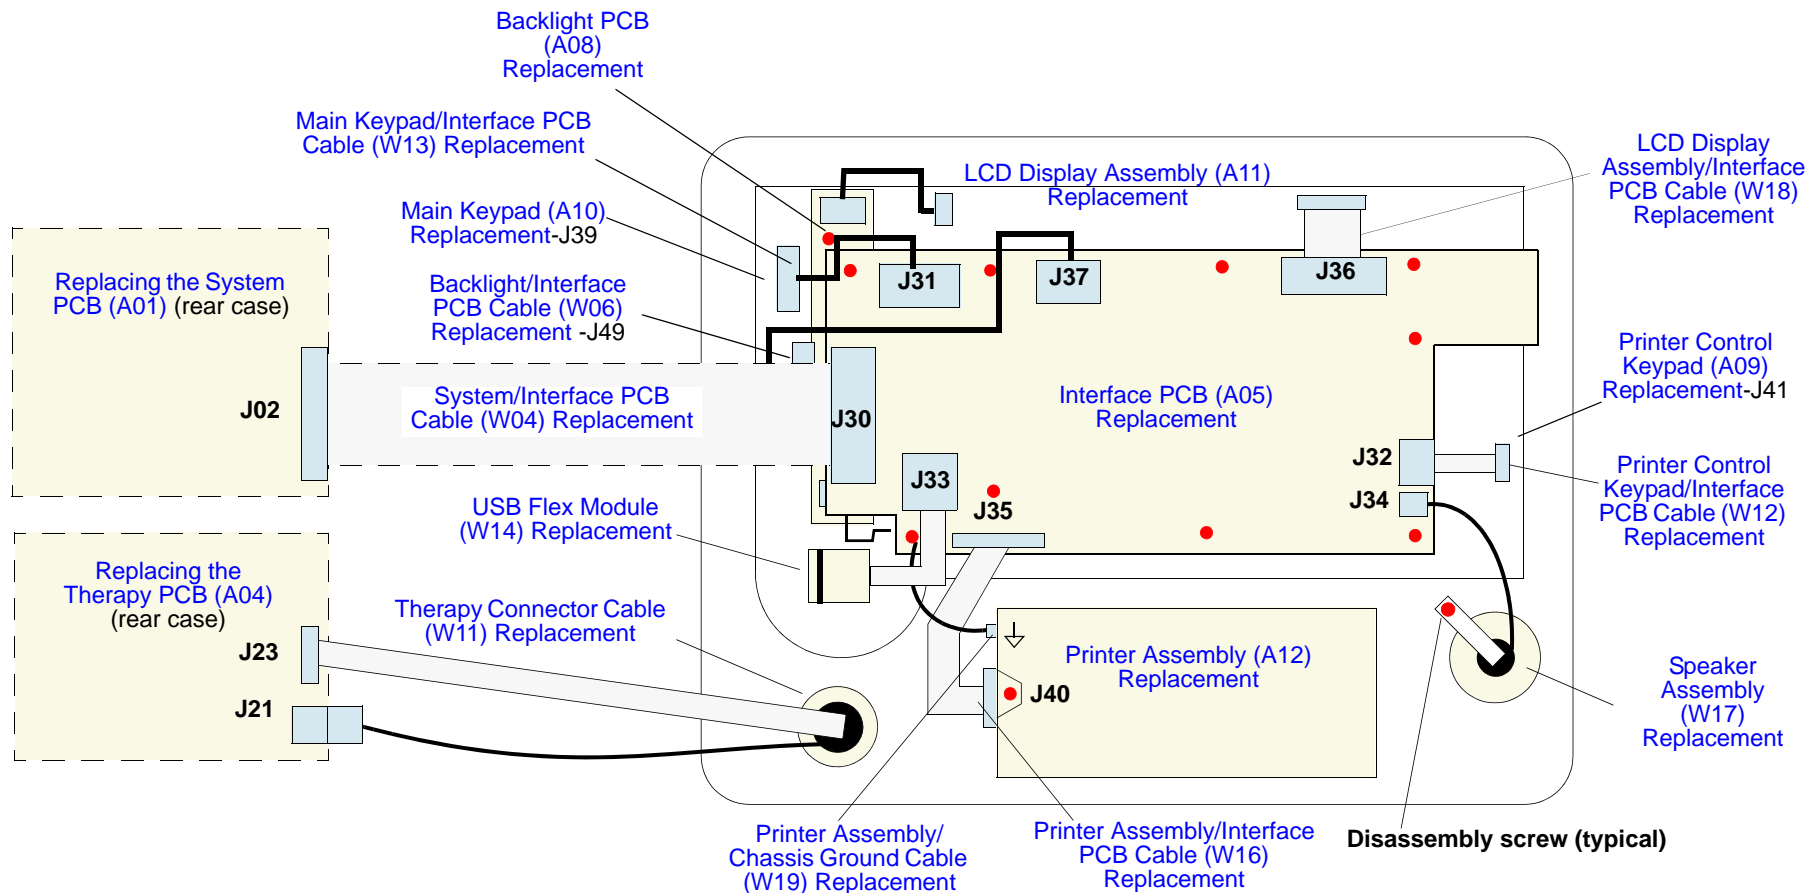 Backlight PCB
(A08)
Replacement
Main Keypad/Interface PCB
Cable (W13) Replacement
LCD Display
Assembly/Interface
PCB Cable (W18)
Replacement
LCD Display Assembly (A11)
Replacement
Main Keypad (A10)
Replacement-J39
Replacing the System
PCB (A01) (rear case)
Backlight/Interface
PCB Cable (W06)
Replacement -J49
J31
J37
J36
Printer Control
Keypad (A09)
Replacement-J41
J02
System/Interface PCB
Cable (W04) Replacement
J30
Interface PCB (A05)
Replacement
J32
J33
J34
J35
Printer Control
Keypad/Interface
PCB Cable (W12)
Replacement
USB Flex Module
(W14) Replacement
Replacing the
Therapy PCB (A04)
(rear case)
Therapy Connector Cable
(W11) Replacement
J23
J21
Printer Assembly (A12)
Replacement
J40
Speaker
Assembly
(W17)
Replacement
Printer Assembly/
Chassis Ground Cable
(W19) Replacement
Printer Assembly/Interface
PCB Cable (W16)
Replacement
Disassembly screw (typical)